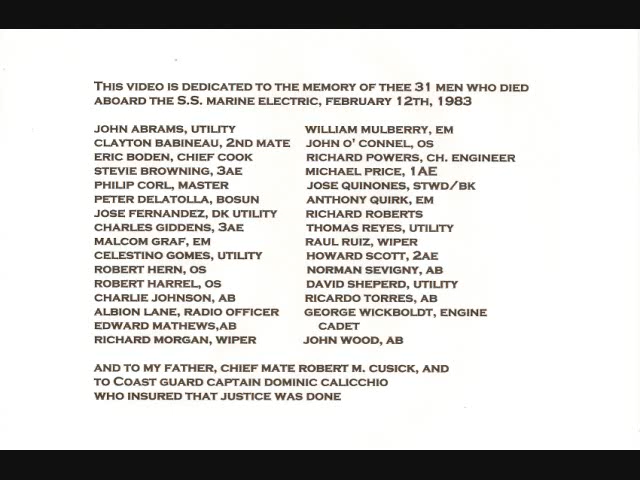 THIS VIDEO IS DEDICATED TO THE MEMORY OF THEE 31 MEN WHO DIED
ABOARD THE S.S. MARINE ELECTRIC, FEBRUARY 12TH, 1983
JOHN ABRAMS, UTILITY
CLAYTON BABINEAU, 2ND MATE
ERIC BODEN, CHIEF COOK
STEVIE BROWNING, 3AE
PHILIP CORL, MASTER
PETER DELATOLLA, BOSUN
JOSE FERNANDEZ, DK UTILITY
CHARLES GIDDENS, 3AE
MALCOM GRAF, EM
CELESTINO GOMES, UTILITY
ROBERT HERN, OS
ROBERT HARREL, OS
CHARLIE JOHNSON, AB
ALBION LANE, RADIO OFFICER
EDWARD MATHEWS,AB
RICHARD MORGAN, WIPER
WILLIAM MULBERRY, EM
JOHN O' CONNEL, OS
RICHARD POWERS, CH. ENGINEER
MICHAEL PRICE, 1AE
JOSE QUINONES, STWD/BK
ANTHONY QUIRK, EM
RICHARD ROBERTS
THOMAS REYES, UTILITY
RAUL RUIZ, WIPER
HOWARD SCOTT, 2AE
NORMAN SEVIGNY, AB
DAVID SHEPERD, UTILITY
RICARDO TORRES, AB
GEORGE WICKBOLDT, ENGINE
CADET
JOHN WOOD, AB
AND TO MY FATHER, CHIEF MATE ROBERT M. CUSICK, AND
TO COAST GUARD CAPTAIN DOMINIC CALICCHIO
WHO INSURED THAT JUSTICE WAS DONE